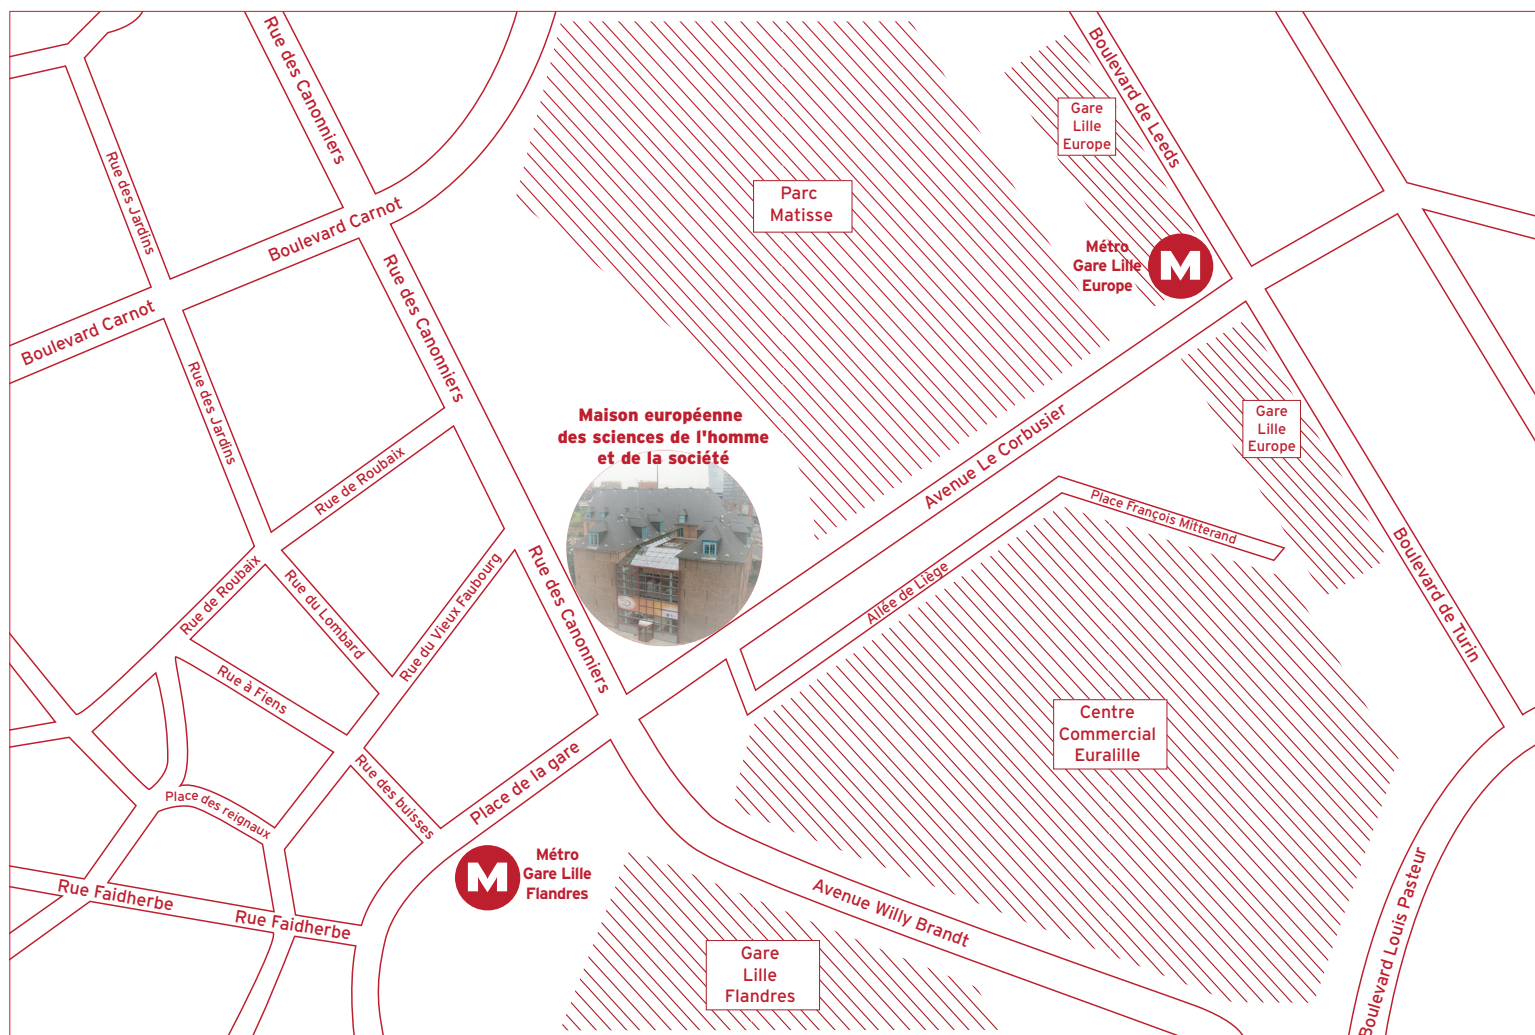 Rue des Canonniers
Boulevard de Leeds
Gare
Lille
Europe
Rue des Jardins
Parc
Matisse
Boulevard Carnot
Métro
Gare Lille
Europe
M
Boulevard Carnot
Rue des Canonniers
Rue des Jardins
Maison européenne
des sciences de l'homme
et de la société
Avenue Le Corbusier
Gare
Lille
Europe
Rue de Roubaix
Place François Mitterand
Boulevard de Turin
Rue de Roubaix
Rue du Lombard
Rue du Vieux Faubourg
Rue des Canonniers
Allée de Liège
Rue à Fiens
Centre
Commercial
Euralille
Place de la gare
Rue des buisses
Place des reignaux
M
Métro
Gare Lille
Flandres
Rue Faidherbe
Rue Faidherbe
Avenue Willy Brandt
Boulevard Louis Pasteur
Gare
Lille
Flandres